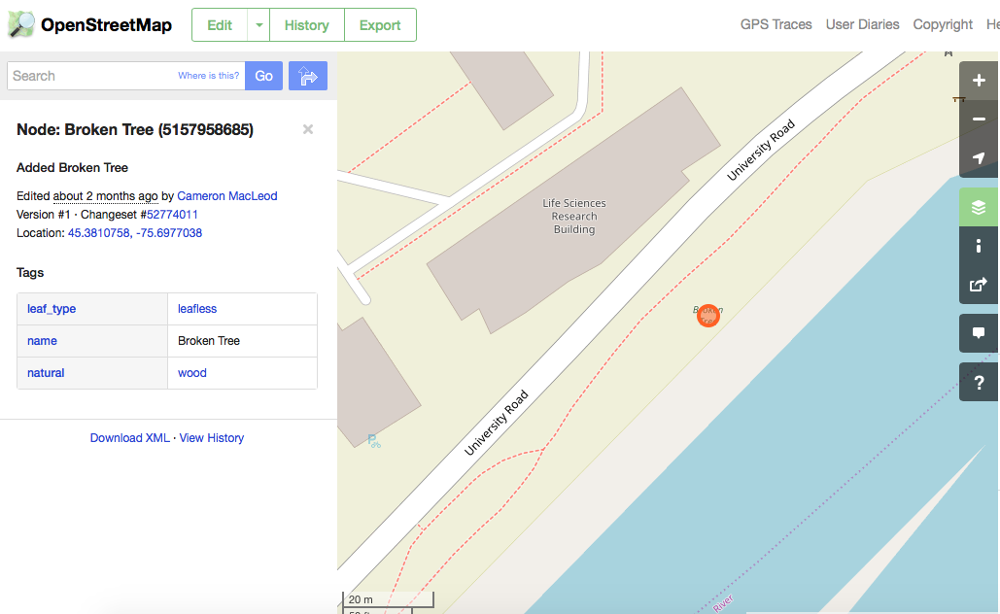 OpenStreetMap
Edit
History
Export
GPS Traces
User Diaries
Copyright
Search
Where is this?
Go
Node: Broken Tree (5157958685)
Added Broken Tree
Edited about 2 months ago by Cameron MacLeod
Version #1 · Changeset #52774011
Location: 45.3810758, -75.6977038
Tags
leaf_type leafless
name Broken Tree
natural wood
Download XML · View History
University Road
Life Sciences
Research
Building
University Road
River
20 m
?